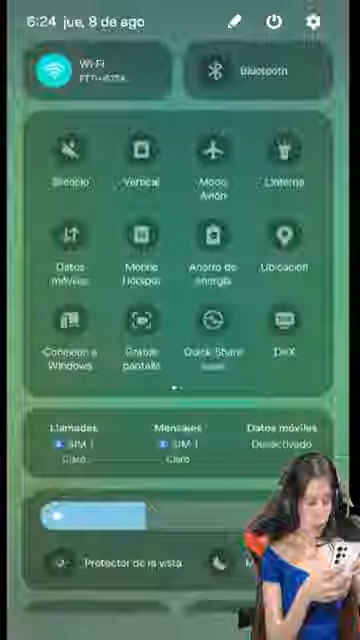 6:24 jue, 8 de ago
Wi-Fi
Bluetooth
Silencio
Vertical
Modo
Avión
Linterna
Datos
móviles
Mobile
Hotspot
Ahorro de
energía
Ubicación
Conexión a
Windows
Grabar
pantalla
Quick Share
DeX
Llamadas
Mensajes
Datos móviles
SIM 1
SIM 1
Desactivado
Claro
Claro
Protector de la vista